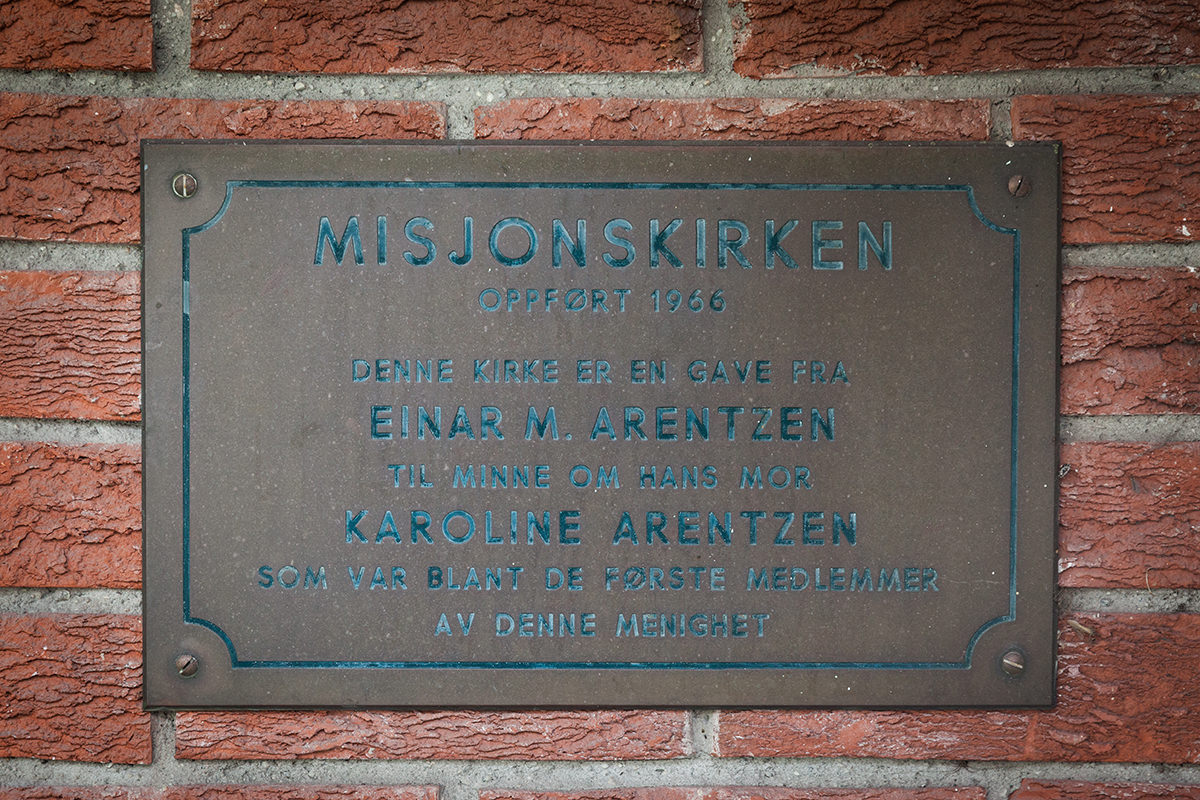 MISJONSKIRKEN
OPPFØRT 1966
DENNE KIRKE ER EN GAVE FRA
EINAR M. ARENTZEN
TIL MINNE OM HANS MOR
KAROLINE ARENTZEN
SOM VAR BLANT DE FØRSTE MEDLEMMER
AV DENNE MENIGHET